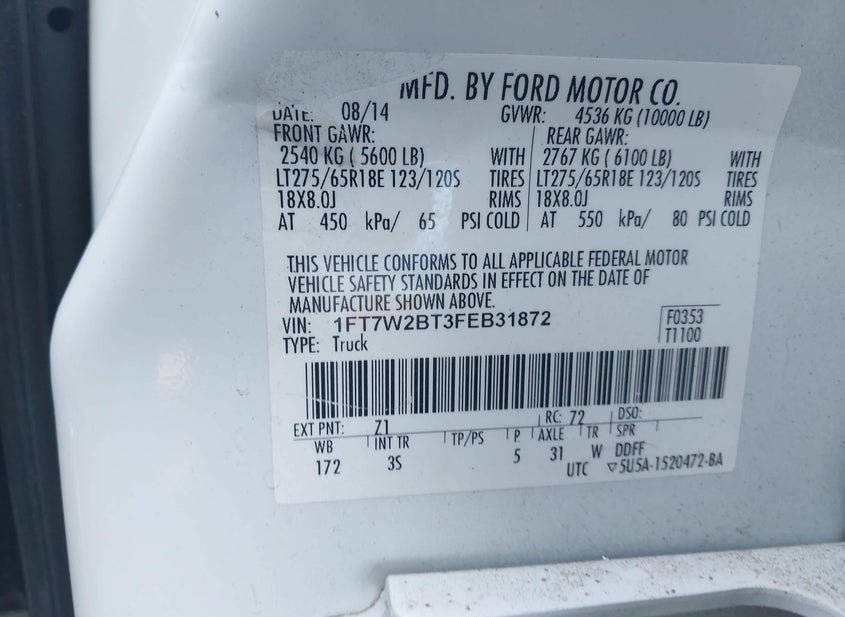 MFD. BY FORD MOTOR CO.
DATE: 08/14 GVWR: 4536 KG (10000 LB)
FRONT GAWR: REAR GAWR:
2540 KG ( 5600 LB) WITH 2767 KG ( 6100 LB) WITH
LT275/65R18E 123/120S TIRES LT275/65R18E 123/120S TIRES
18X8.0J RIMS 18X8.0J RIMS
AT 450 kPa/ 65 PSI COLD AT 550 kPa/ 80 PSI COLD
THIS VEHICLE CONFORMS TO ALL APPLICABLE FEDERAL MOTOR
VEHICLE SAFETY STANDARDS IN EFFECT ON THE DATE OF
MANUFACTURE SHOWN ABOVE.
VIN: 1FT7W2BT3FEB31872 F0353
TYPE: Truck T1100
EXT PNT: Z1 RC: 72 DSO:
WB INT TR TP/PS R AXLE TR SPR
172 3S 5 31 W DDFF
UTC ▽5U5A-1520472-BA